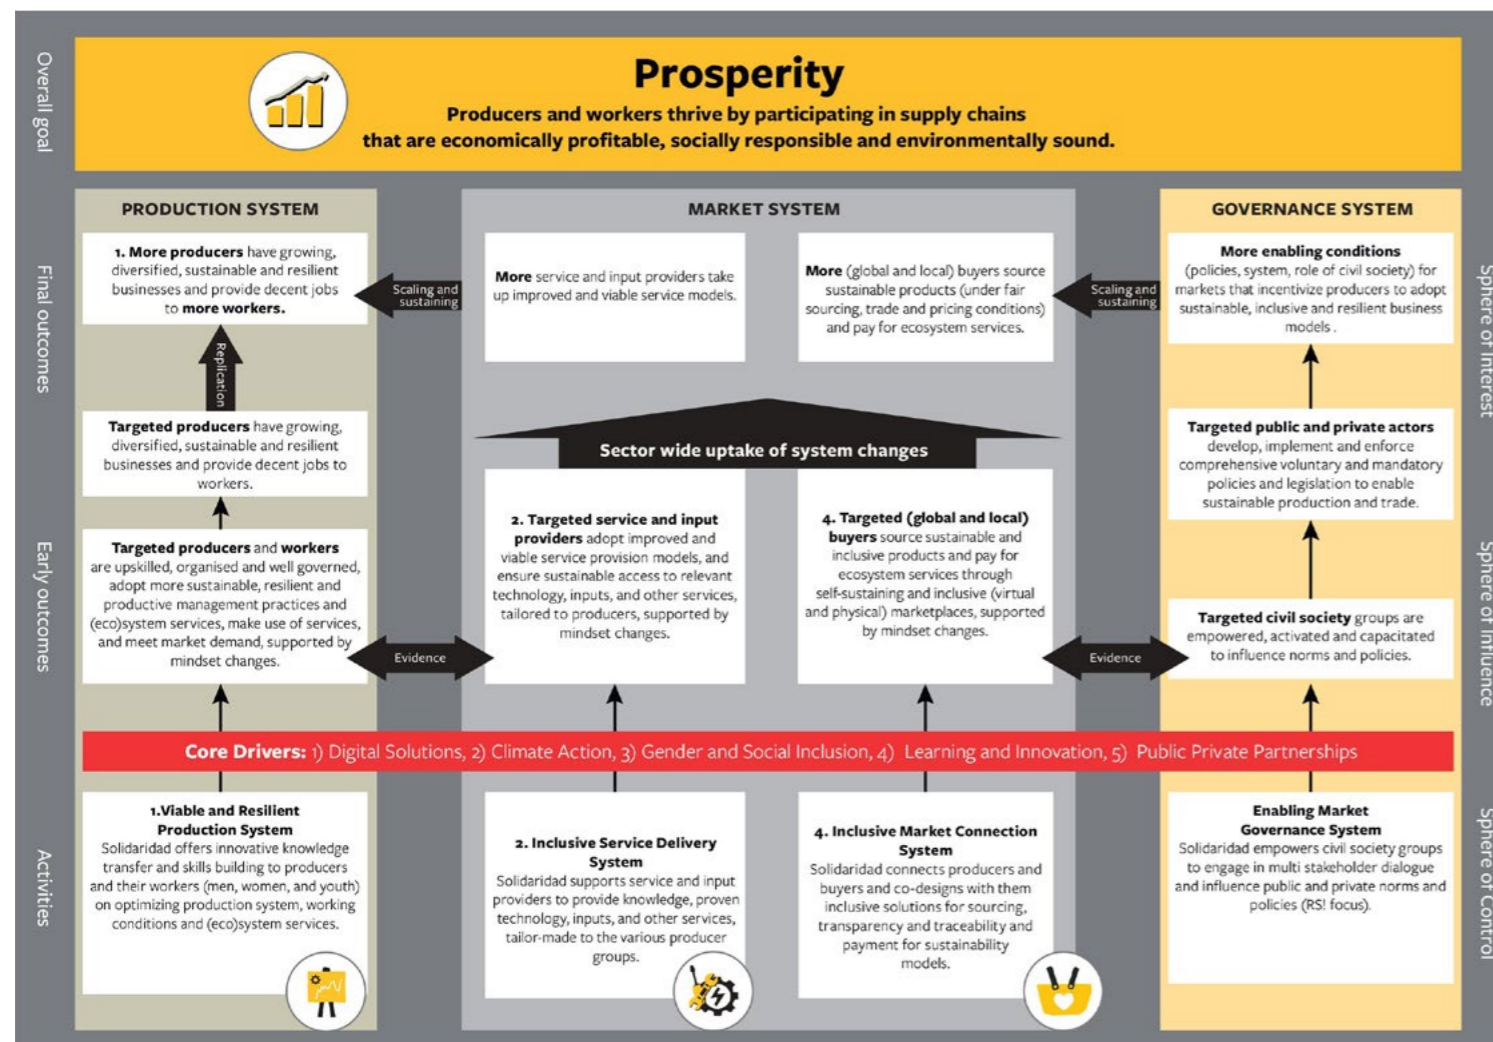 Overall goal
Prosperity
Producers and workers thrive by participating in supply chains
that are economically profitable, socially responsible and environmentally sound.
PRODUCTION SYSTEM
MARKET SYSTEM
GOVERNANCE SYSTEM
Final outcomes
1. More producers have growing,
diversified, sustainable and resilient
businesses and provide decent jobs
to more workers.
Scaling and
sustaining
More service and input providers take
up improved and viable service models.
More (global and local) buyers source
sustainable products (under fair
sourcing, trade and pricing conditions)
and pay for ecosystem services.
Scaling and
sustaining
More enabling conditions
(policies, system, role of civil society) for
markets that incentivize producers to adopt
sustainable, inclusive and resilient business
models .
Sphere of Interest
Replication
Targeted producers have growing,
diversified, sustainable and resilient
businesses and provide decent jobs to
workers.
Sector wide uptake of system changes
Targeted public and private actors
develop, implement and enforce
comprehensive voluntary and mandatory
policies and legislation to enable
sustainable production and trade.
Early outcomes
Targeted producers and workers
are upskilled, organised and well governed,
adopt more sustainable, resilient and
productive management practices and
(eco)system services, make use of services,
and meet market demand, supported by
mindset changes.
Evidence
2. Targeted service and input
providers adopt improved and
viable service provision models, and
ensure sustainable access to relevant
technology, inputs, and other services,
tailored to producers, supported by
mindset changes.
4. Targeted (global and local)
buyers source sustainable and
inclusive products and pay for
ecosystem services through
self-sustaining and inclusive (virtual
and physical) marketplaces, supported
by mindset changes.
Evidence
Targeted civil society groups are
empowered, activated and capacitated
to influence norms and policies.
Sphere of Influence
Core Drivers: 1) Digital Solutions, 2) Climate Action, 3) Gender and Social Inclusion, 4) Learning and Innovation, 5) Public Private Partnerships
Activities
1.Viable and Resilient
Production System
Solidaridad offers innovative knowledge
transfer and skills building to producers
and their workers (men, women, and youth)
on optimizing production system, working
conditions and (eco)system services.
2. Inclusive Service Delivery
System
Solidaridad supports service and input
providers to provide knowledge, proven
technology, inputs, and other services,
tailor-made to the various producer
groups.
4. Inclusive Market Connection
System
Solidaridad connects producers and
buyers and co-designs with them
inclusive solutions for sourcing,
transparency and traceability and
payment for sustainability
models.
Enabling Market
Governance System
Solidaridad empowers civil society groups
to engage in multi stakeholder dialogue
and influence public and private norms and
policies (RS! focus).
Sphere of Control